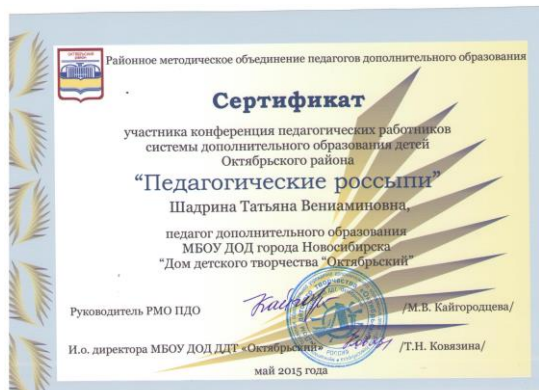 ОКТЯБРЬСКИЙ
РАЙОН
Районное методическое объединение педагогов дополнительного образования
Сертификат
участника конференция педагогических работников
системы дополнительного образования детей
Октябрьского района
“Педагогические россыпи”
Шадрина Татьяна Вениаминовна,
педагог дополнительного образования
МБОУ ДОД города Новосибирска
“Дом детского творчества “Октябрьский”
Руководитель РМО ПДО /М.В. Кайгородцева/
И.о. директора МБОУ ДОД ДДТ «Октябрьский» /Т.Н. Ковязина/
май 2015 года